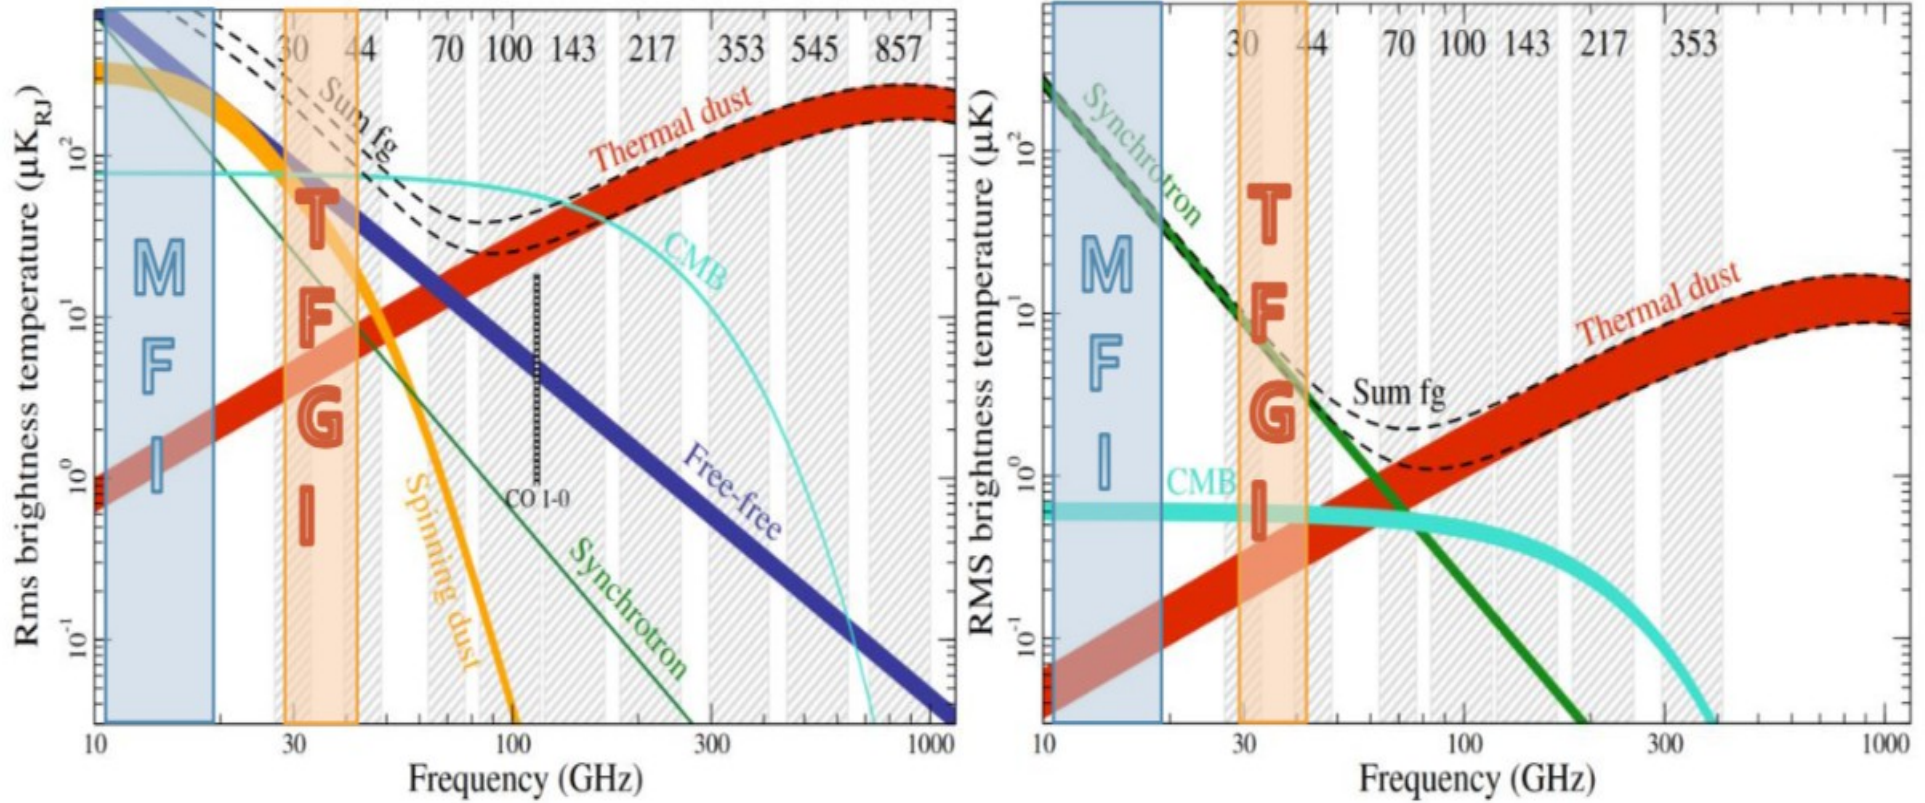 Rms brightness temperature (μK_RJ)
10^2
10^1
10^0
10^-1
30 44 70 100 143 217 353 545 857
Sum fg
Thermal dust
CMB
CO 1-0
Free-free
Spinning dust
Synchrotron
M
F
I
T
F
G
I
10 30 100 300 1000
Frequency (GHz)
RMS brightness temperature (μK)
10^2
10^1
10^0
10^-1
30 44 70 100 143 217 353
Synchrotron
Thermal dust
Sum fg
CMB
M
F
I
T
F
G
I
10 30 100 300 1000
Frequency (GHz)